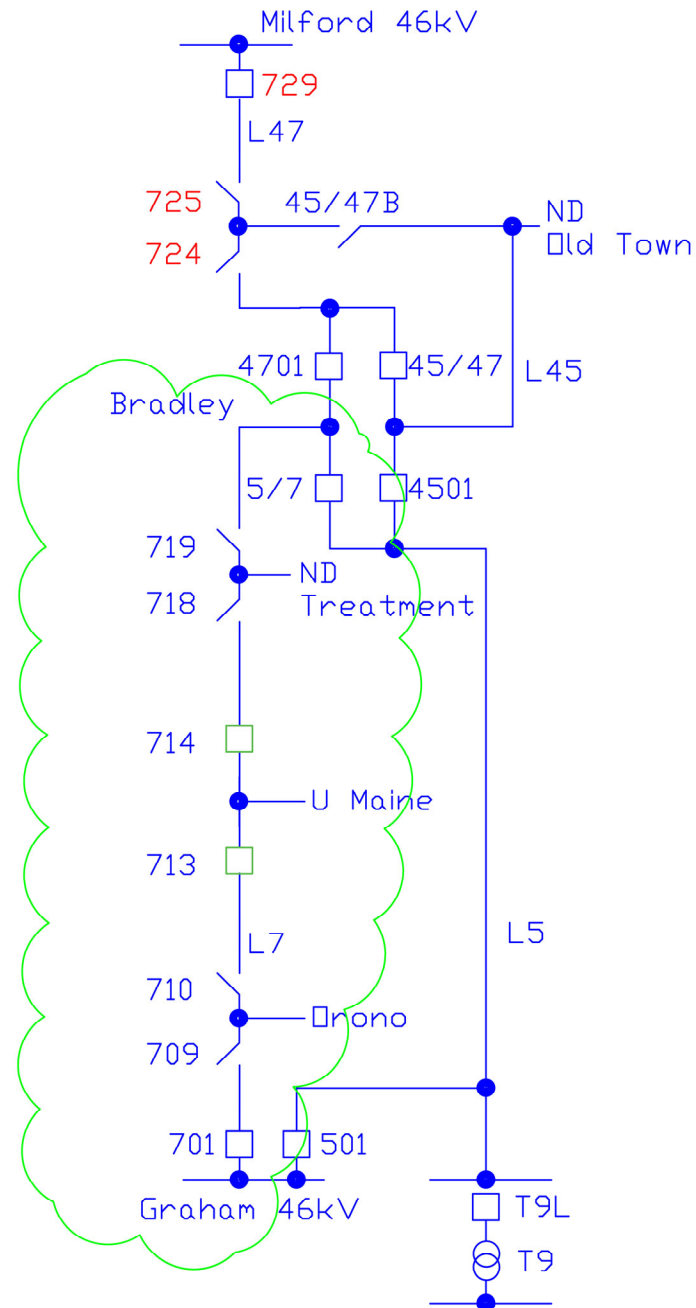 Milford 46kV
729
L47
725
45/47B
ND
Old Town
724
4701
45/47
L45
Bradley
5/7
4501
719
ND
Treatment
718
714
U Maine
713
L7
L5
710
Orono
709
701
501
Graham 46kV
T9L
T9